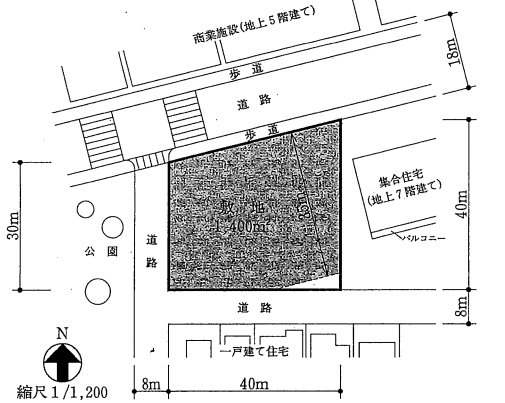 商業施設(地上5階建て)
歩道
道路
歩道
18m
敷地
1,400m²
集合住宅
(地上7階建て)
バルコニー
30m
40m
公園
道路
道路
8m
一戸建て住宅
N
縮尺1/1,200
8m
40m